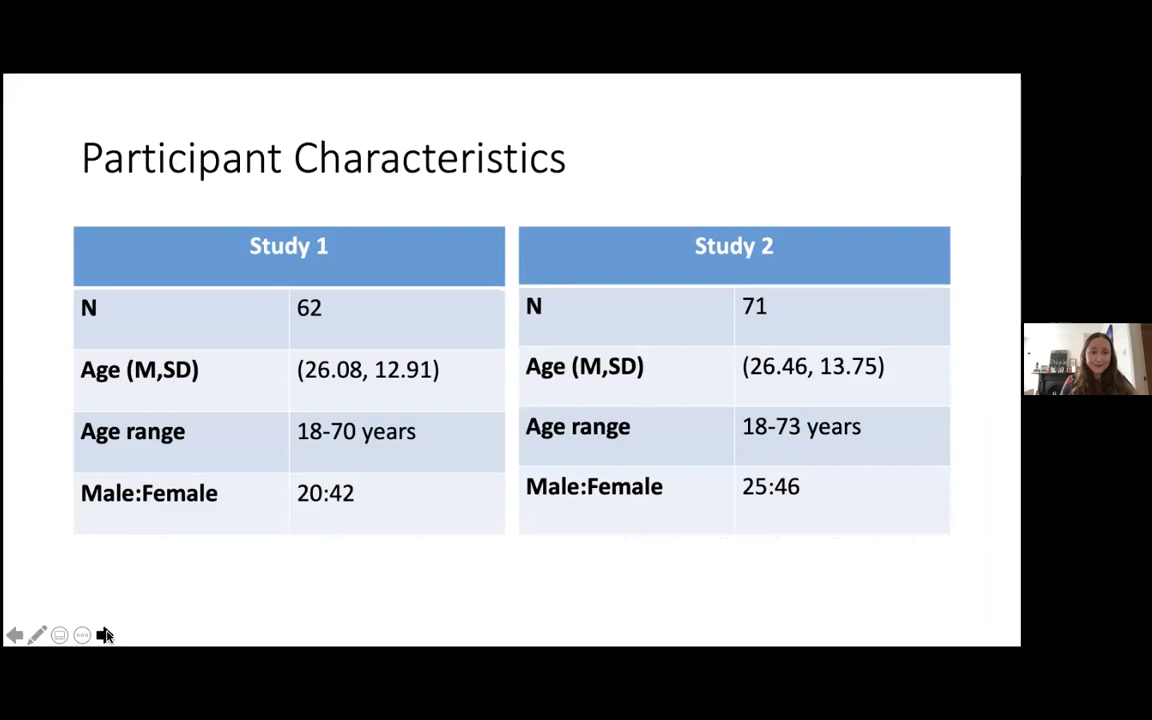 Participant Characteristics
Study 1
N 62
Age (M,SD) (26.08, 12.91)
Age range 18-70 years
Male:Female 20:42
Study 2
N 71
Age (M,SD) (26.46, 13.75)
Age range 18-73 years
Male:Female 25:46